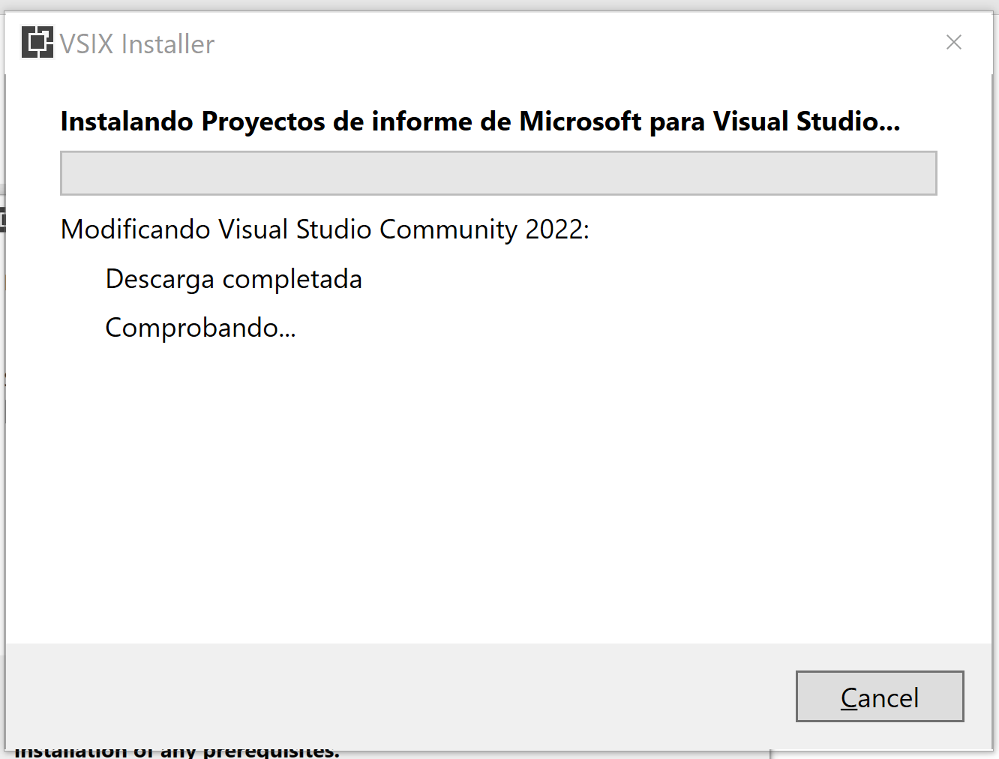 VSIX Installer
Instalando Proyectos de informe de Microsoft para Visual Studio...
Modificando Visual Studio Community 2022:
Descarga completada
Comprobando...
Cancel
installation of any prerequisites.